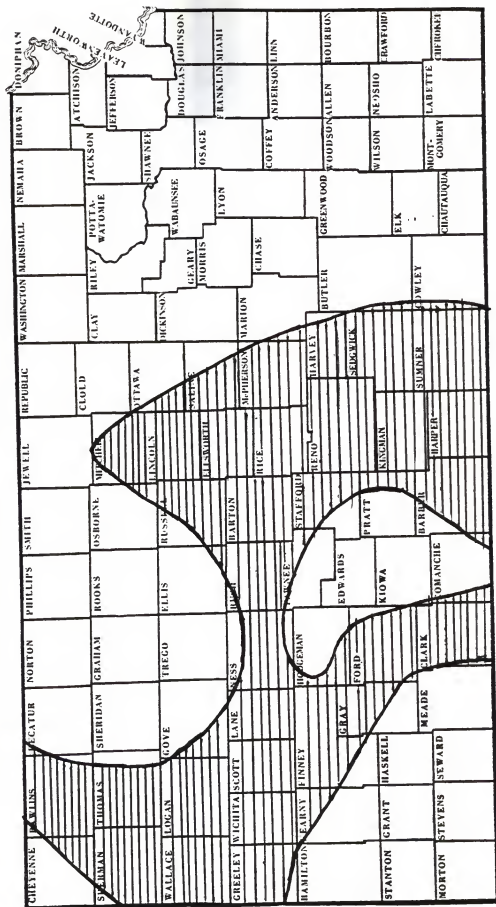 CHEYENNE
RAWLINS
DECATUR
NORTON
PHILLIPS
SMITH
JEWELL
REPUBLIC
WASHINGTON
MARSHALL
NEMAHA
BROWN
DONIPHAN
SHERMAN
THOMAS
SHERIDAN
GRAHAM
ROOKS
OSBORNE
CLOLD
CLAY
RILEY
POTTA-
WATOMIE
JACKSON
ATCHISON
JEFFERSON
LEAVENWORTH
WYANDOTTE
WALLACE
LOGAN
GOVE
TREGO
ELLIS
RUSSELL
LINCOLN
OTTAWA
SALINE
DICKINSON
GEARY
MORRIS
WABAUNSEE
SHAWNEE
OSAGE
DOUGLAS
JOHNSON
GREELEY
WICHITA
SCOTT
LANE
NESS
RUSH
BARTON
ELLSWORTH
RICE
McPHERSON
MARION
CHASE
LYON
COFFEY
FRANKLIN
MIAMI
ANDERSON
LINN
HAMILTON
KEARNY
FINNEY
HODGEMAN
PAWNEE
STAFFORD
RENO
HARVEY
BUTLER
GREENWOOD
WOODSON
ALLEN
BOURBON
GRAY
FORD
EDWARDS
PRATT
KINGMAN
SEDGWICK
ELK
WILSON
NEOSHO
CRAWFORD
STANTON
GRANT
HASKELL
KIOWA
MORTON
STEVENS
SEWARD
MEADE
CLARK
COMANCHE
BARBER
HARPER
SUMNER
COWLEY
CHAUTAUQUA
MONT-
GOMERY
LABETTE
CHEROKEE